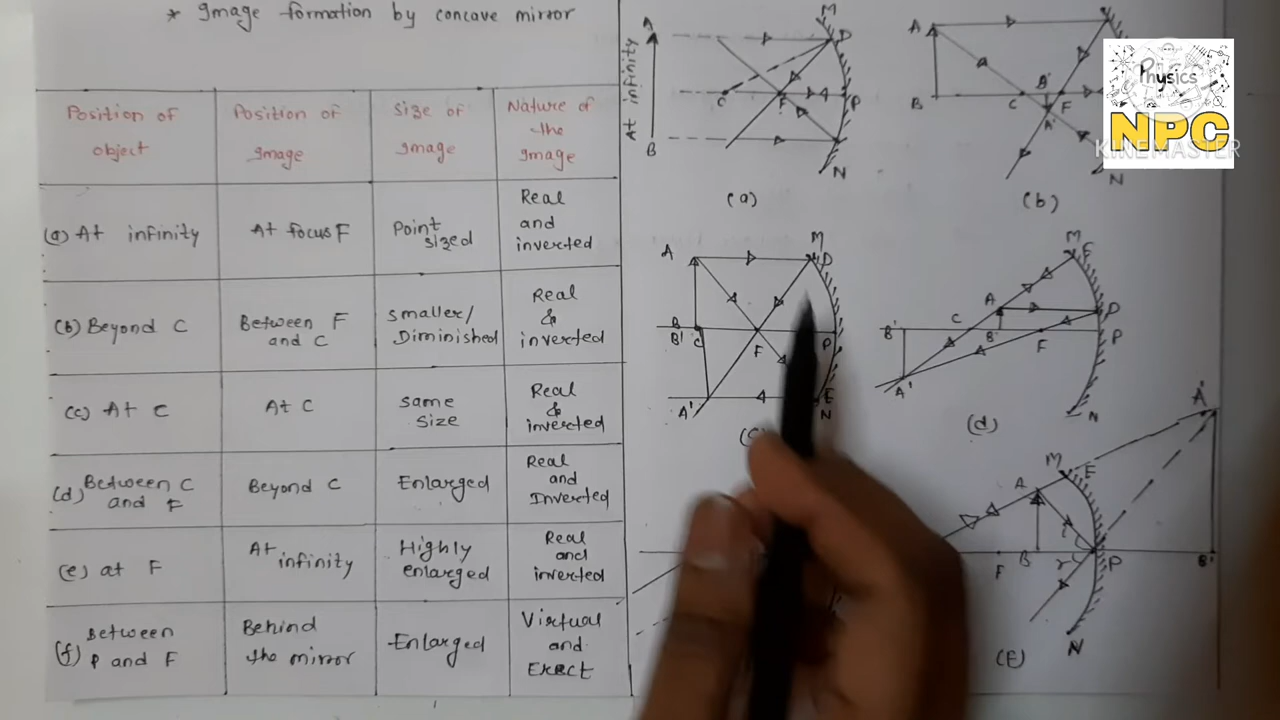 * Image formation by concave mirror
Position of object
Position of Image
Size of Image
Nature of the Image
(a) At infinity
At focus F
Point sized
Real and inverted
(b) Beyond C
Between F and C
smaller/ Diminished
Real & inverted
(c) At C
At C
same size
Real & inverted
(d) Between C and F
Beyond C
Enlarged
Real and Inverted
(e) at F
At infinity
Highly enlarged
Real and inverted
(f) Between P and F
Behind the mirror
Enlarged
Virtual and Erect
A
At infinity
B
M
D
C
F
P
N
(a)
A
B
C
B'
F
A'
N
(b)
Physics
NPC
KINEMASTER
A
M
D
B
B'
C
F
P
A'
E
N
(c)
M
E
A
D
C
B'
B'
F
P
A'
N
(d)
A'
M
E
A
i
F
B
r
P
B'
N
(f)